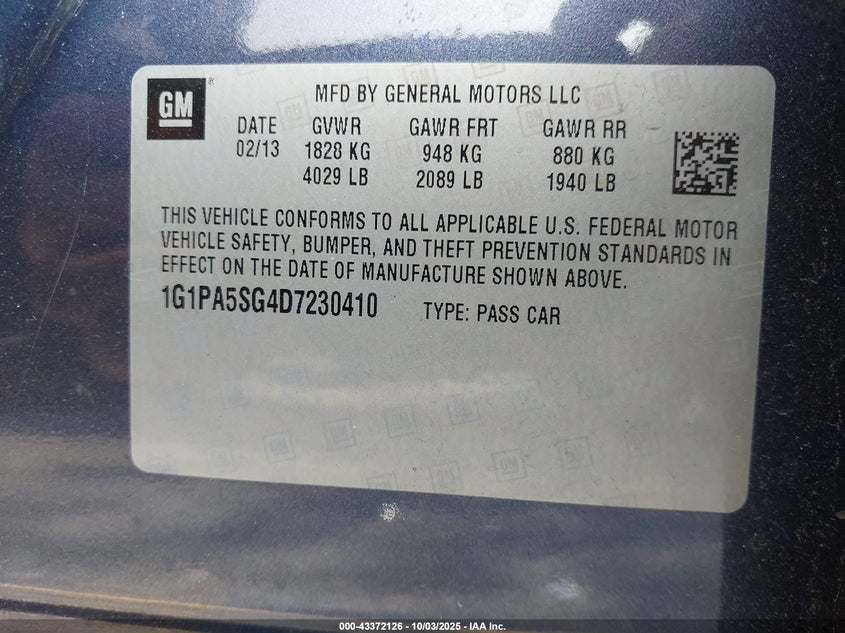 GM
MFD BY GENERAL MOTORS LLC
DATE GVWR GAWR FRT GAWR RR
02/13 1828 KG 948 KG 880 KG
4029 LB 2089 LB 1940 LB
THIS VEHICLE CONFORMS TO ALL APPLICABLE U.S. FEDERAL MOTOR
VEHICLE SAFETY, BUMPER, AND THEFT PREVENTION STANDARDS IN
EFFECT ON THE DATE OF MANUFACTURE SHOWN ABOVE.
1G1PA5SG4D7230410 TYPE: PASS CAR
000-43372126 - 10/03/2025 - IAA Inc.